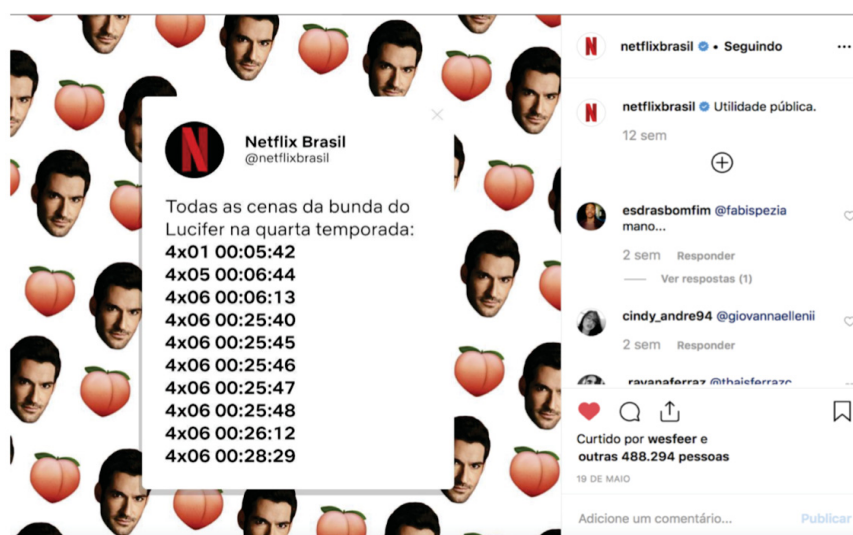 N
Netflix Brasil
@netflixbrasil
Todas as cenas da bunda do
Lucifer na quarta temporada:
4x01 00:05:42
4x05 00:06:44
4x06 00:06:13
4x06 00:25:40
4x06 00:25:45
4x06 00:25:46
4x06 00:25:47
4x06 00:25:48
4x06 00:26:12
4x06 00:28:29
N
netflixbrasil • Seguindo
N
netflixbrasil Utilidade pública.
12 sem
esdrasbomfim @fabispezia
mano...
2 sem Responder
Ver respostas (1)
cindy_andre94 @giovannaellenii
2 sem Responder
_rayanaferraz @thaisferrazc
Curtido por wesfeer e
outras 488.294 pessoas
19 DE MAIO
Adicione um comentário... Publicar